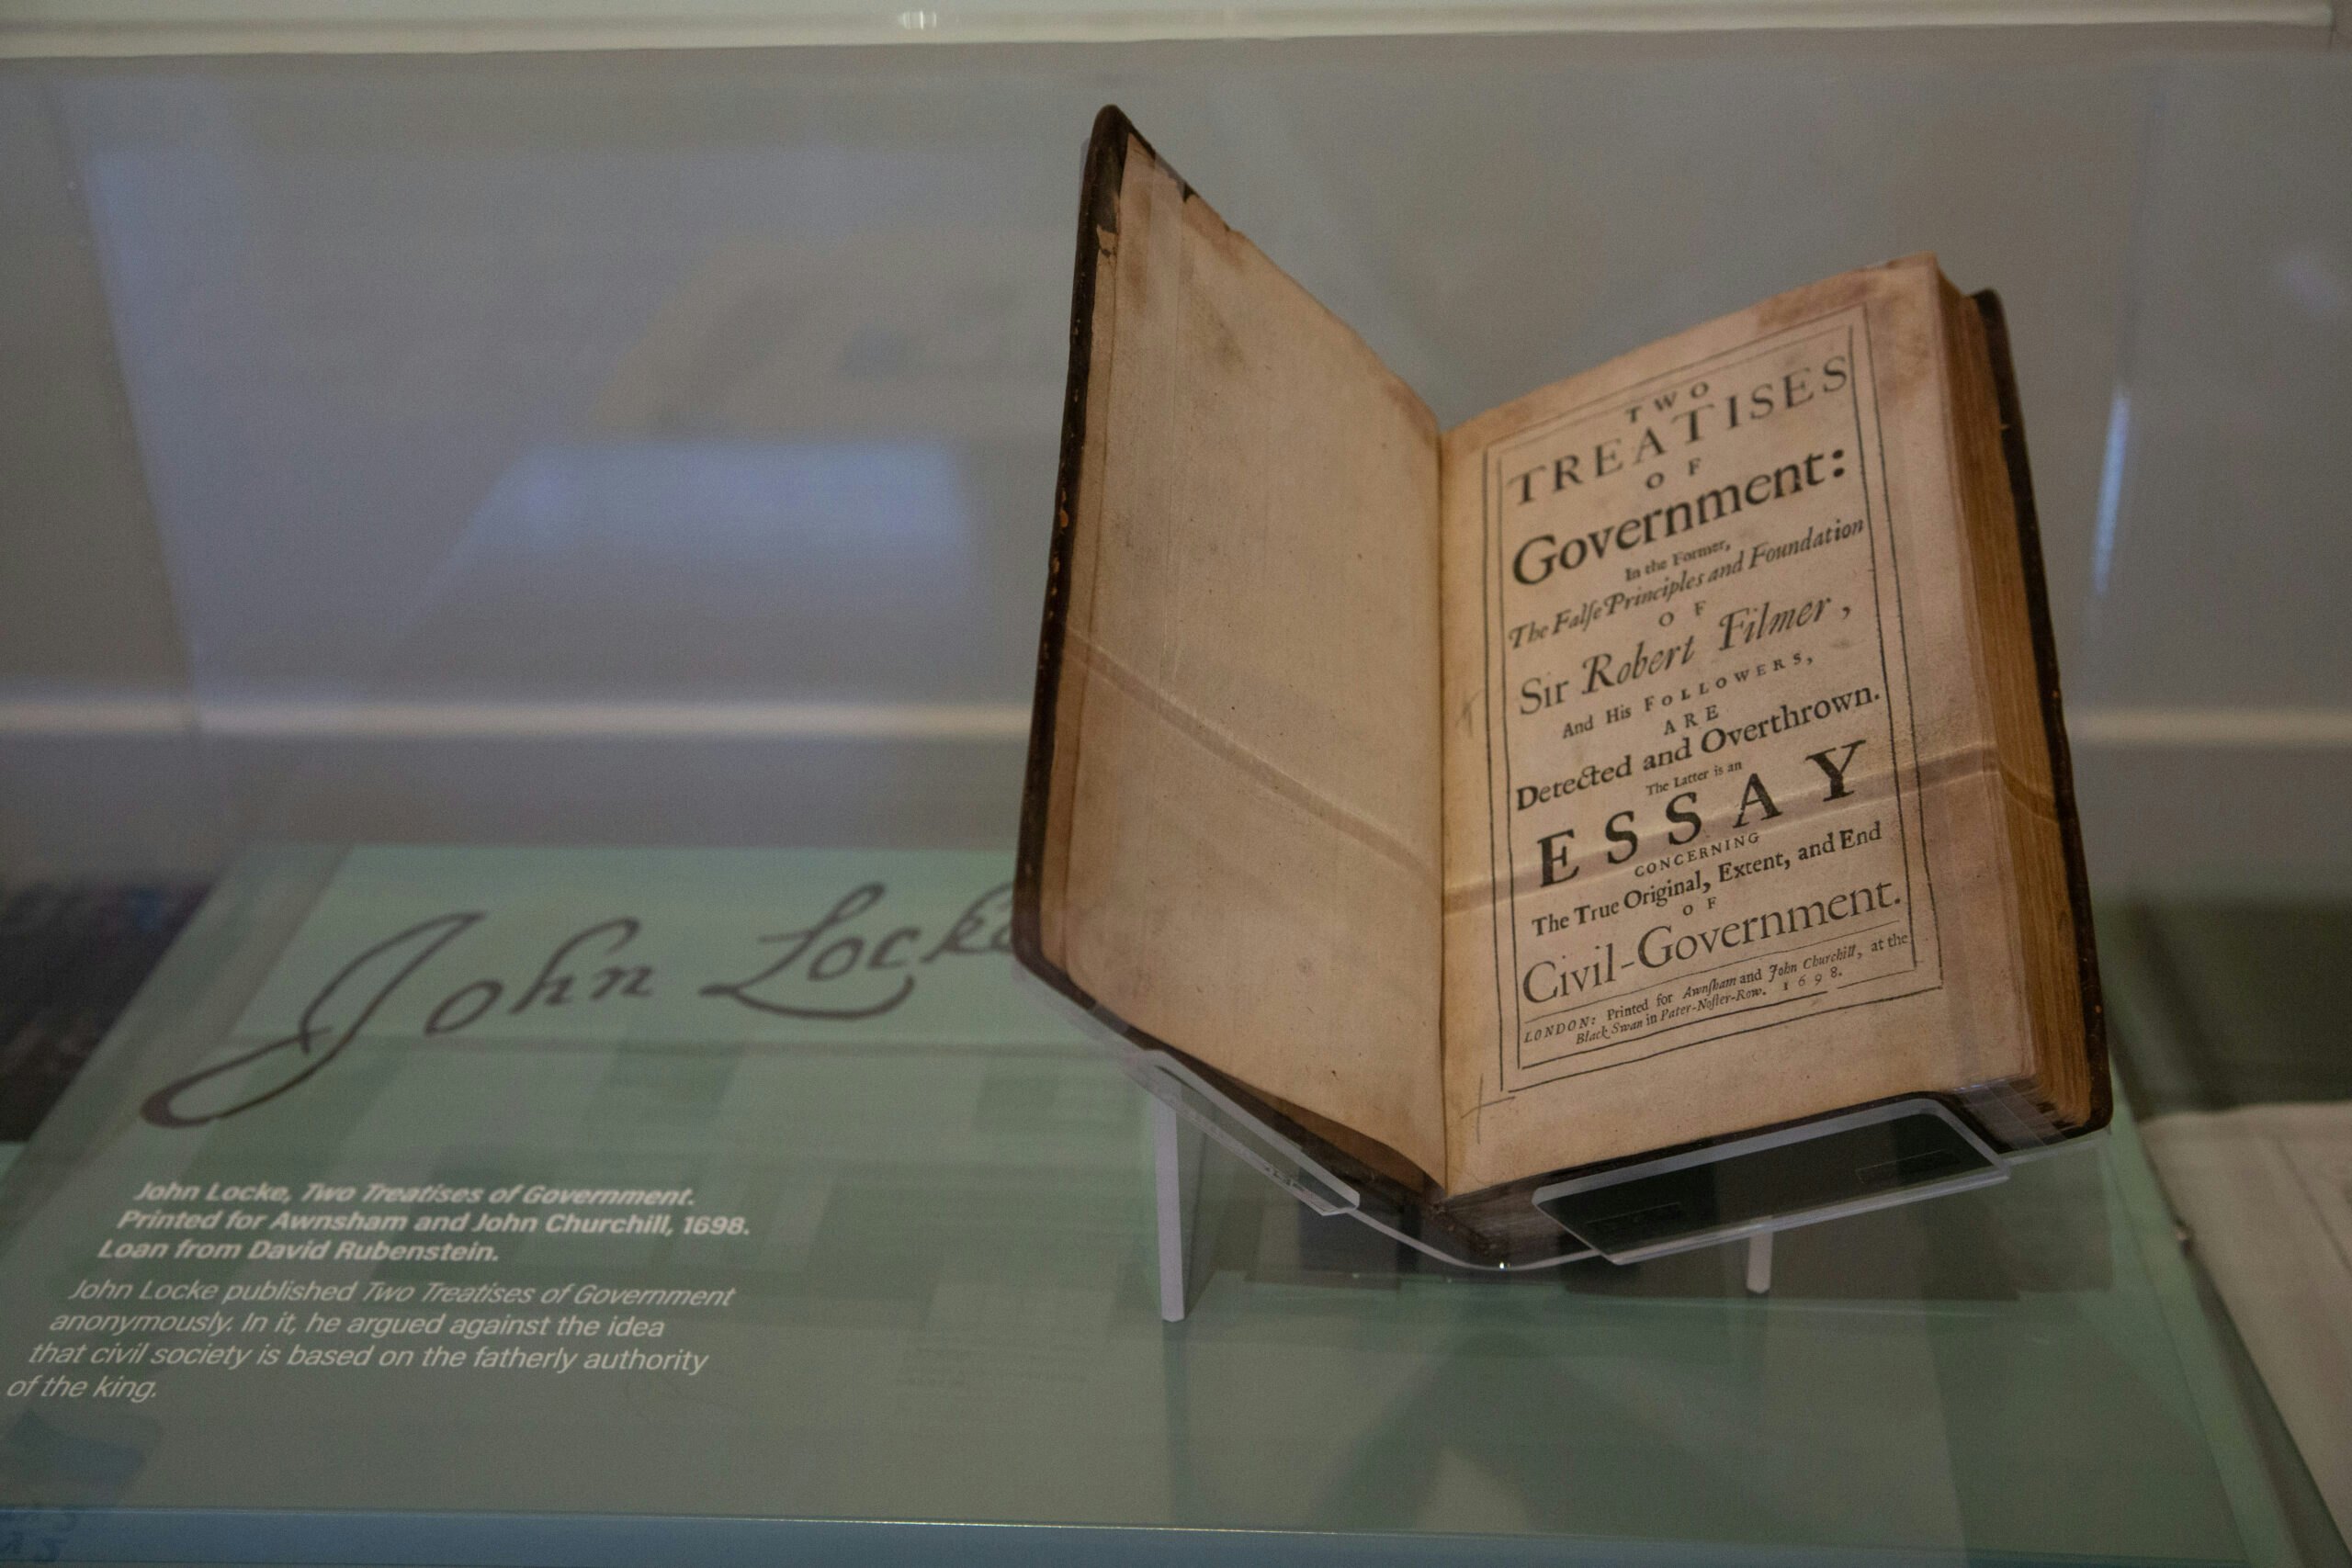 TWO
TREATISES
OF
Government:
In the Former,
The Falſe Principles and Foundation
OF
Sir Robert Filmer,
And His FOLLOWERS,
ARE
Detected and Overthrown.
The Latter is an
ESSAY
CONCERNING
The True Original, Extent, and End
OF
Civil-Government.
LONDON: Printed for Awnſham and John Churchill, at the
Black Swan in Pater-Noſter-Row. 1698.
John Locke
John Locke, Two Treatises of Government.
Printed for Awnsham and John Churchill, 1698.
Loan from David Rubenstein.
John Locke published Two Treatises of Government
anonymously. In it, he argued against the idea
that civil society is based on the fatherly authority
of the king.